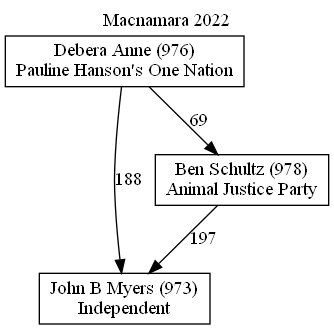 Macnamara 2022
Debera Anne (976)
Pauline Hanson's One Nation
69
Ben Schultz (978)
Animal Justice Party
188
197
John B Myers (973)
Independent